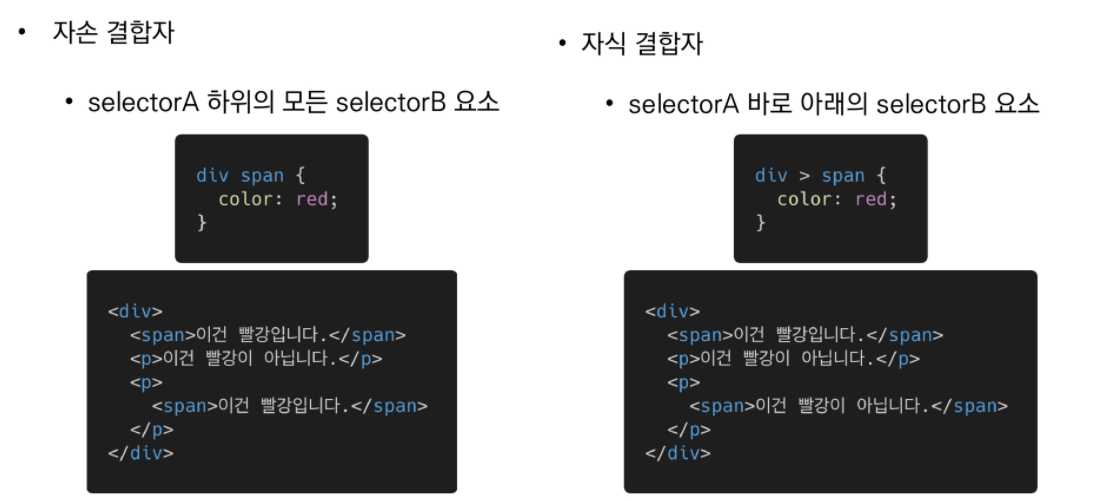 • 자손 결합자
• selectorA 하위의 모든 selectorB 요소
div span {
  color: red;
}
<div>
  <span>이건 빨강입니다.</span>
  <p>이건 빨강이 아닙니다.</p>
  <p>
    <span>이건 빨강입니다.</span>
  </p>
</div>
• 자식 결합자
• selectorA 바로 아래의 selectorB 요소
div > span {
  color: red;
}
<div>
  <span>이건 빨강입니다.</span>
  <p>이건 빨강이 아닙니다.</p>
  <p>
    <span>이건 빨강이 아닙니다.</span>
  </p>
</div>